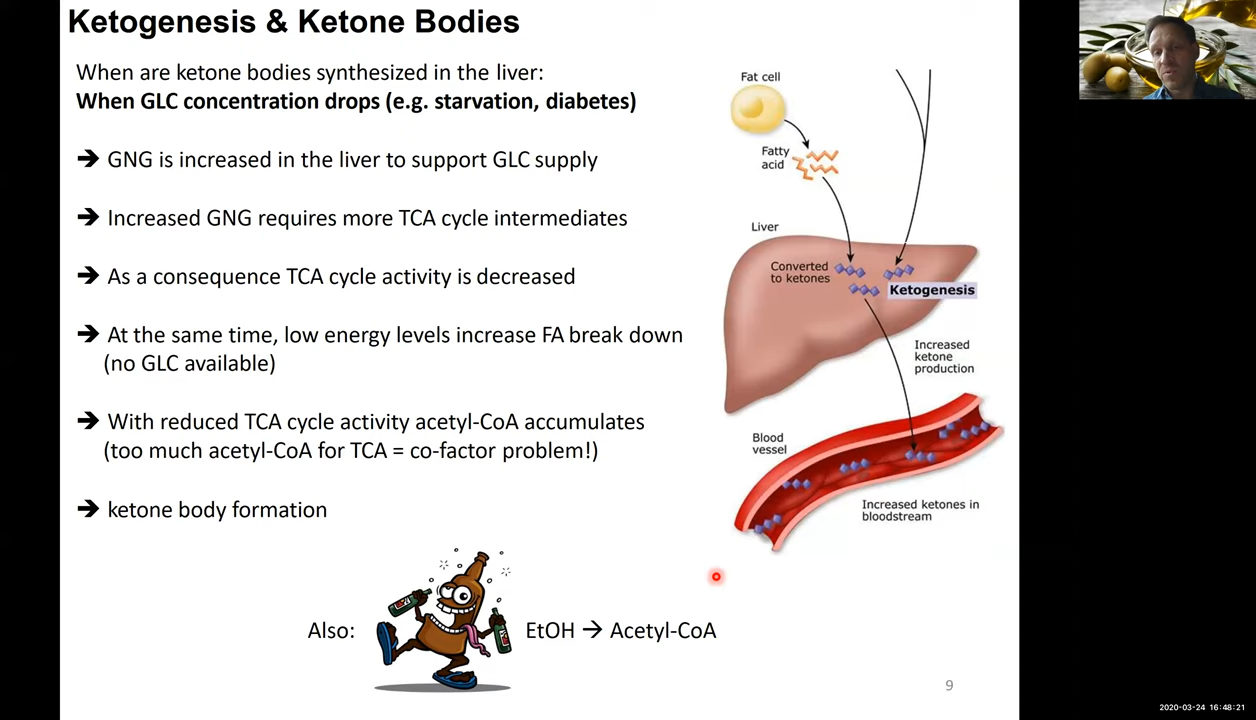 Ketogenesis & Ketone Bodies
When are ketone bodies synthesized in the liver:
When GLC concentration drops (e.g. starvation, diabetes)
➔ GNG is increased in the liver to support GLC supply
➔ Increased GNG requires more TCA cycle intermediates
➔ As a consequence TCA cycle activity is decreased
➔ At the same time, low energy levels increase FA break down
(no GLC available)
➔ With reduced TCA cycle activity acetyl-CoA accumulates
(too much acetyl-CoA for TCA = co-factor problem!)
➔ ketone body formation
Also:
EtOH → Acetyl-CoA
Fat cell
Fatty
acid
Liver
Converted
to ketones
Ketogenesis
Increased
ketone
production
Blood
vessel
Increased ketones in
bloodstream
9
2020-03-24 16:48:21